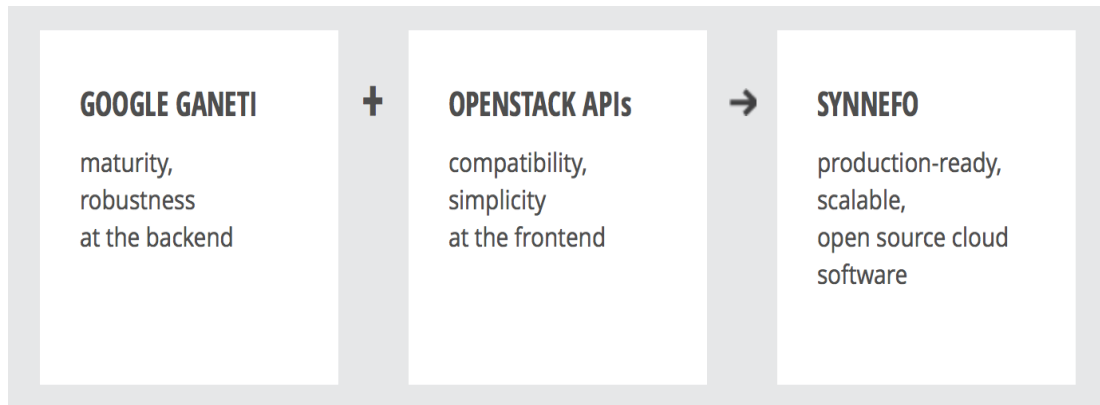 GOOGLE GANETI
maturity,
robustness
at the backend
+
OPENSTACK APIs
compatibility,
simplicity
at the frontend
→
SYNNEFO
production-ready,
scalable,
open source cloud
software